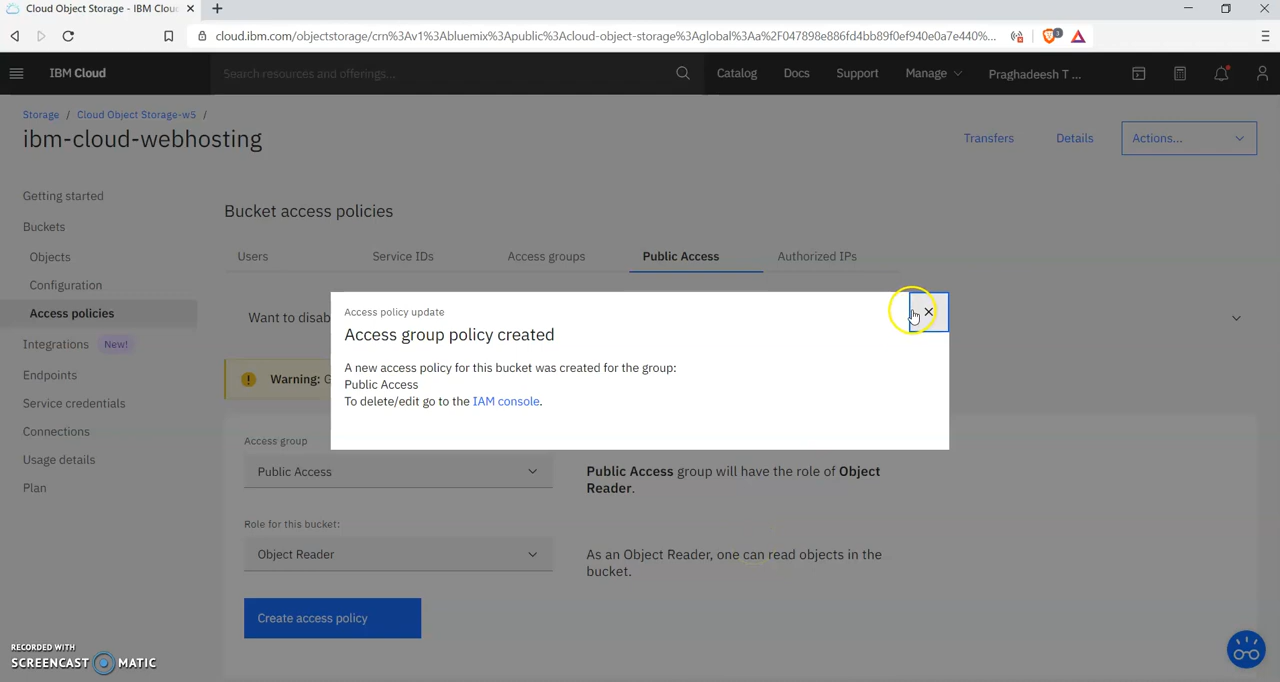 Cloud Object Storage - IBM Clou
cloud.ibm.com/objectstorage/crn%3Av1%3Abluemix%3Apublic%3Acloud-object-storage%3Aglobal%3Aa%2F047898e886fd4bb89f0ef940e0a7e440%...
3
IBM Cloud
Search resources and offerings...
Catalog
Docs
Support
Manage
Praghadeesh T ...
Storage / Cloud Object Storage-w5 /
ibm-cloud-webhosting
Transfers
Details
Actions...
Getting started
Buckets
Objects
Configuration
Access policies
Integrations New!
Endpoints
Service credentials
Connections
Usage details
Plan
Bucket access policies
Users
Service IDs
Access groups
Public Access
Authorized IPs
Want to disab
Warning: G
Access policy update
Access group policy created
A new access policy for this bucket was created for the group:
Public Access
To delete/edit go to the IAM console.
Access group
Public Access
Public Access group will have the role of Object
Reader.
Role for this bucket:
Object Reader
As an Object Reader, one can read objects in the
bucket.
Create access policy
RECORDED WITH
SCREENCAST MATIC